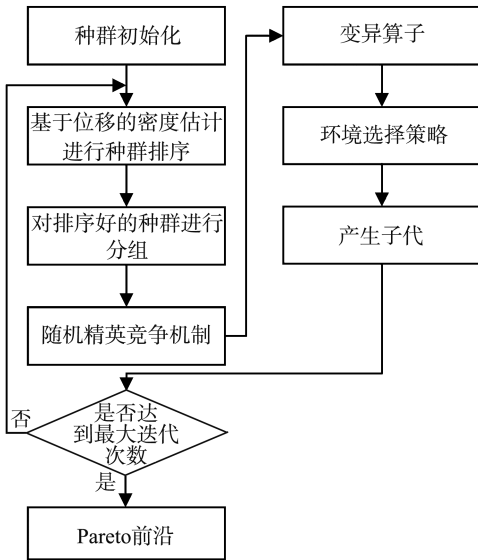 种群初始化
基于位移的密度估计
进行种群排序
对排序好的种群进行
分组
随机精英竞争机制
变异算子
环境选择策略
产生子代
是否达
到最大迭代
次数
否
是
Pareto前沿